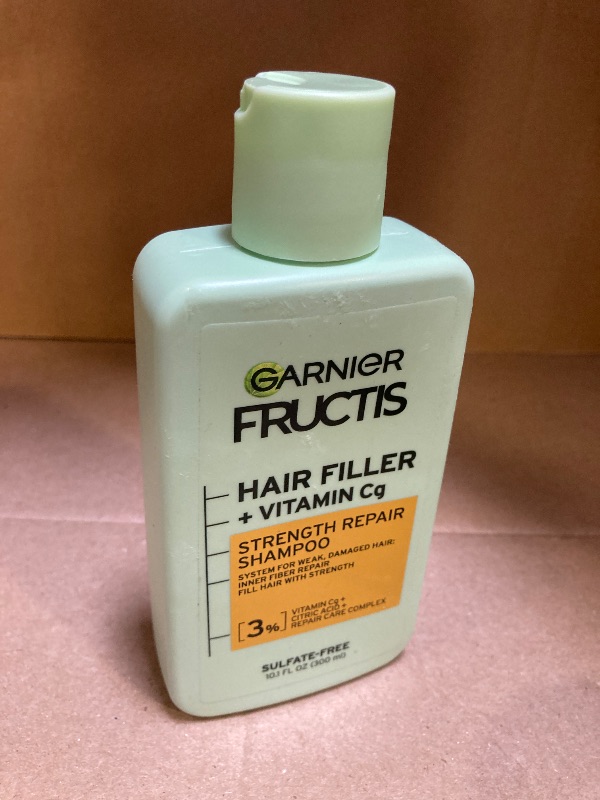 GARNIER
FRUCTIS
HAIR FILLER
+ VITAMIN Cg
STRENGTH REPAIR
SHAMPOO
SYSTEM FOR WEAK, DAMAGED HAIR:
INNER FIBER REPAIR
FILL HAIR WITH STRENGTH
[3%] VITAMIN Cg +
CITRIC ACID +
REPAIR CARE COMPLEX
SULFATE-FREE
10.1 FL OZ (300 ml)